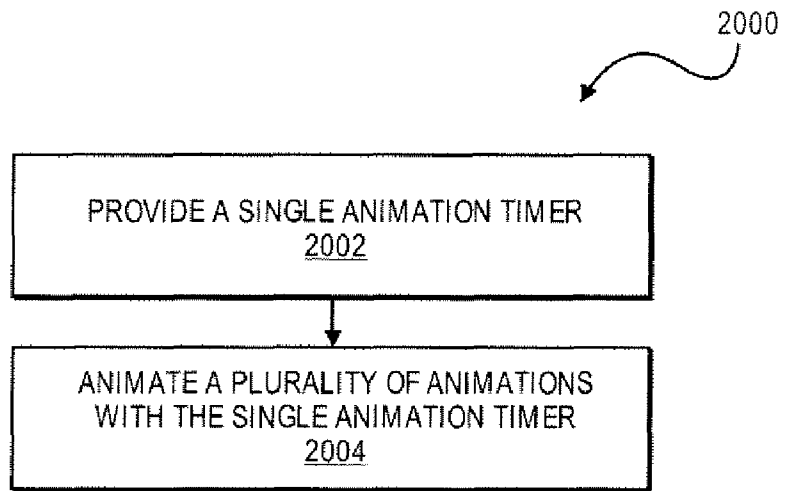 2000
PROVIDE A SINGLE ANIMATION TIMER
2002
ANIMATE A PLURALITY OF ANIMATIONS
WITH THE SINGLE ANIMATION TIMER
2004